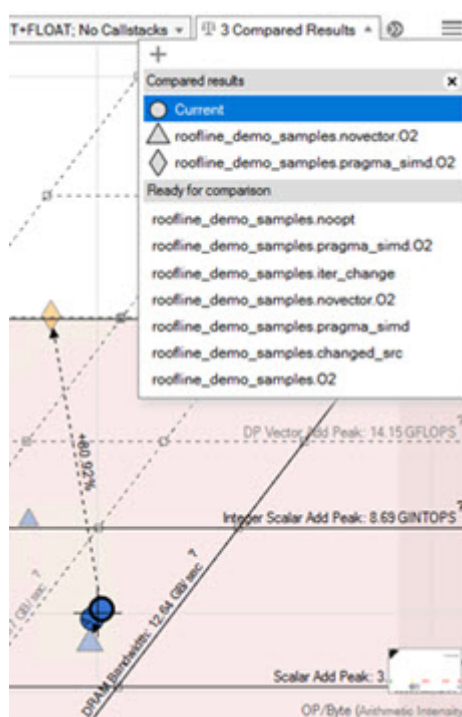 T+FLOAT; No Callstacks
3 Compared Results
Compared results
Current
roofline_demo_samples.novector.O2
roofline_demo_samples.pragma_simd.O2
Ready for comparison
roofline_demo_samples.noopt
roofline_demo_samples.pragma_simd.O2
roofline_demo_samples.iter_change
roofline_demo_samples.novector.O2
roofline_demo_samples.pragma_simd
roofline_demo_samples.changed_src
roofline_demo_samples.O2
DP Vector Add Peak: 14.15 GFLOPS
?
+60.92%
Integer Scalar Add Peak: 8.69 GINTOPS
?
GB/sec
?
DRAM Bandwidth: 12.64 GB/sec
?
Scalar Add Peak: 3.
OP/Byte (Arithmetic Intensity